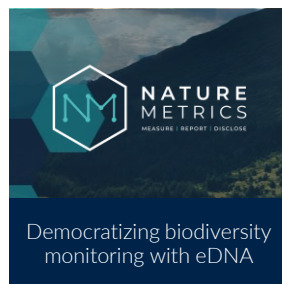 NM
NATURE
METRICS
MEASURE | REPORT | DISCLOSE
Democratizing biodiversity
monitoring with eDNA